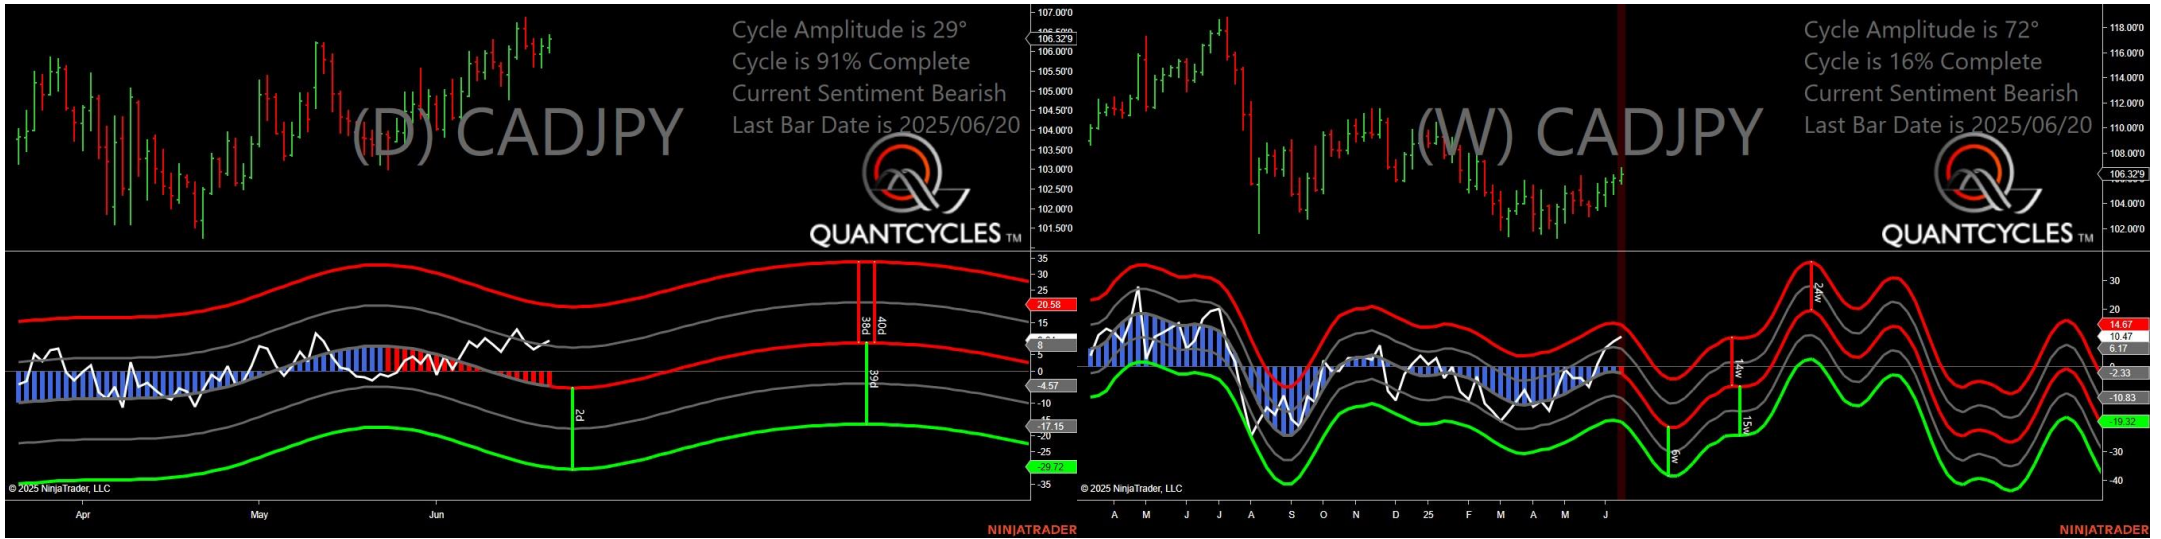 Cycle Amplitude is 29°
Cycle is 91% Complete
Current Sentiment Bearish
Last Bar Date is 2025/06/20
(D) CADJPY
QUANTCYCLES TM
107.00'0
106.32'9
106.00'0
105.50'0
105.00'0
104.50'0
104.00'0
103.50'0
103.00'0
102.50'0
102.00'0
101.50'0
35
30
25
20.58
15
8
5
0
-4.57
-10
-15
-17.15
-20
-25
-29.72
-35
38d
40d
39d
2d
© 2025 NinjaTrader, LLC
Apr May Jun
NINJATRADER
Cycle Amplitude is 72°
Cycle is 16% Complete
Current Sentiment Bearish
Last Bar Date is 2025/06/20
(W) CADJPY
QUANTCYCLES TM
118.00'0
116.00'0
114.00'0
112.00'0
110.00'0
108.00'0
106.32'9
104.00'0
102.00'0
30
20
14.67
10.47
6.17
-2.33
-10.83
-19.32
-30
-40
24w
14w
15w
6w
© 2025 NinjaTrader, LLC
A M J J A S O N D 25 F M A M J
NINJATRADER